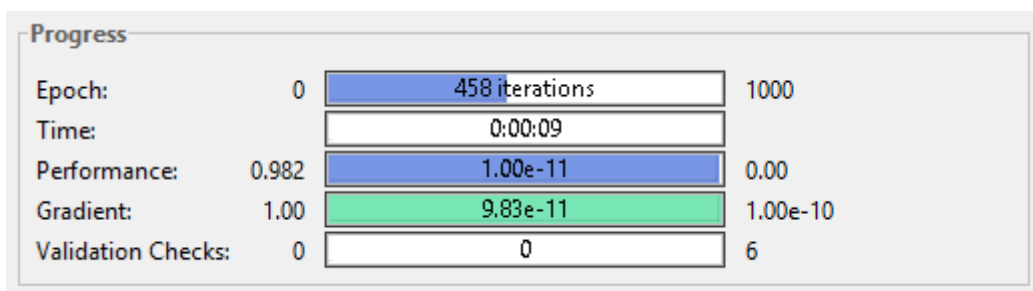 Progress
Epoch: 0 458 iterations 1000
Time: 0:00:09
Performance: 0.982 1.00e-11 0.00
Gradient: 1.00 9.83e-11 1.00e-10
Validation Checks: 0 0 6